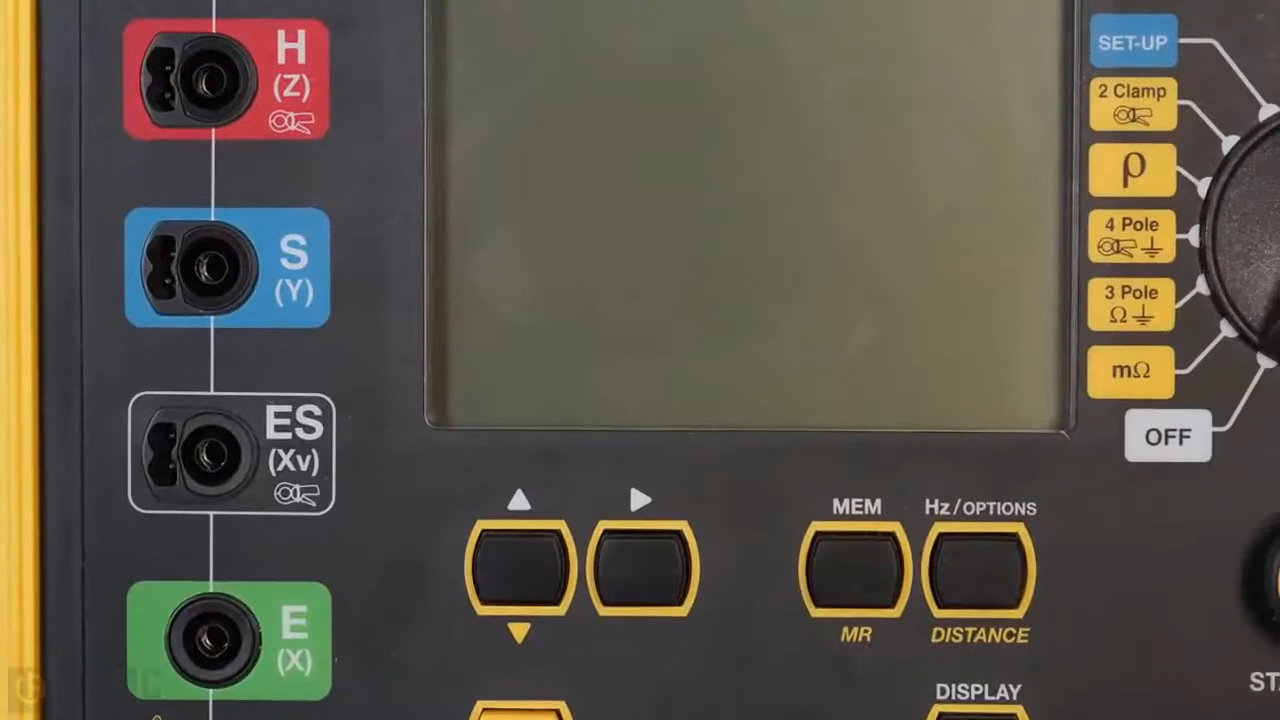 H
(Z)
S
(Y)
ES
(Xv)
E
(X)
SET-UP
2 Clamp
ρ
4 Pole
3 Pole
Ω
mΩ
OFF
MEM
Hz/OPTIONS
MR
DISTANCE
DISPLAY